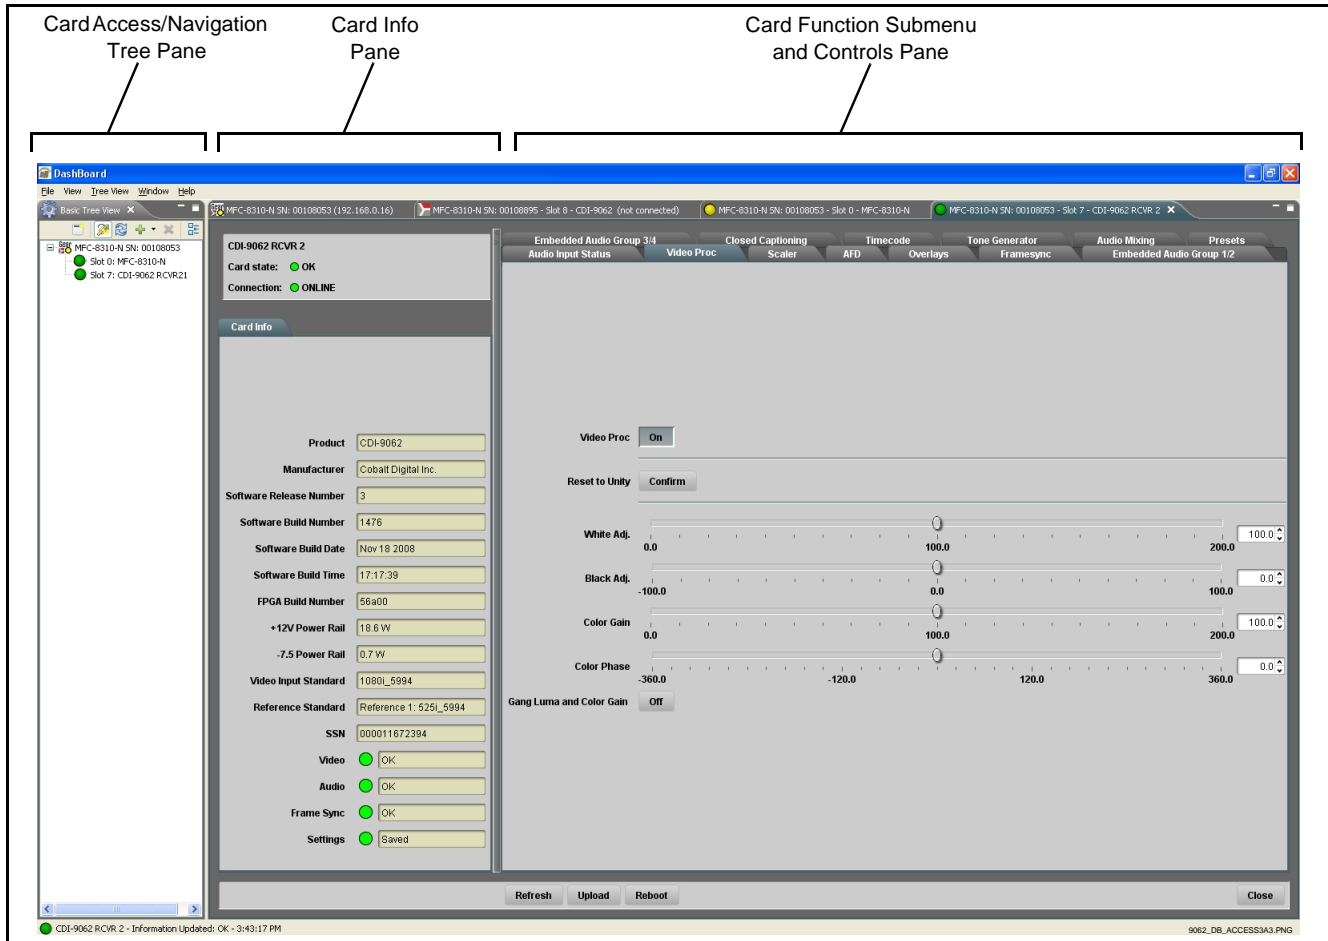 Card Access/Navigation
Tree Pane
Card Info
Pane
Card Function Submenu
and Controls Pane
DashBoard
File View Tree View Window Help
Basic Tree View
MFC-8310-N SN: 00108053 (192.168.0.16)
MFC-8310-N SN: 00108895 - Slot 8 - CDI-9062 (not connected)
MFC-8310-N SN: 00108053 - Slot 0 - MFC-8310-N
MFC-8310-N SN: 00108053 - Slot 7 - CDI-9062 RCVR 2
MFC-8310-N SN: 00108053
Slot 0: MFC-8310-N
Slot 7: CDI-9062 RCVR21
CDI-9062 RCVR 2
Card state: OK
Connection: ONLINE
Card Info
Product CDI-9062
Manufacturer Cobalt Digital Inc.
Software Release Number 3
Software Build Number 1476
Software Build Date Nov 18 2008
Software Build Time 17:17:39
FPGA Build Number 56a00
+12V Power Rail 18.6 W
-7.5 Power Rail 0.7 W
Video Input Standard 1080i_5994
Reference Standard Reference 1: 525i_5994
SSN 000011672394
Video OK
Audio OK
Frame Sync OK
Settings Saved
Embedded Audio Group 3/4 Closed Captioning Timecode Tone Generator Audio Mixing Presets
Audio Input Status Video Proc Scaler AFD Overlays Framesync Embedded Audio Group 1/2
Video Proc On
Reset to Unity Confirm
White Adj. 100.0
0.0 100.0 200.0
Black Adj. 0.0
-100.0 0.0 100.0
Color Gain 100.0
0.0 100.0 200.0
Color Phase 0.0
-360.0 -120.0 120.0 360.0
Gang Luma and Color Gain Off
Refresh Upload Reboot Close
CDI-9062 RCVR 2 - Information Updated: OK - 3:43:17 PM
9062_DB_ACCESS3A3.PNG